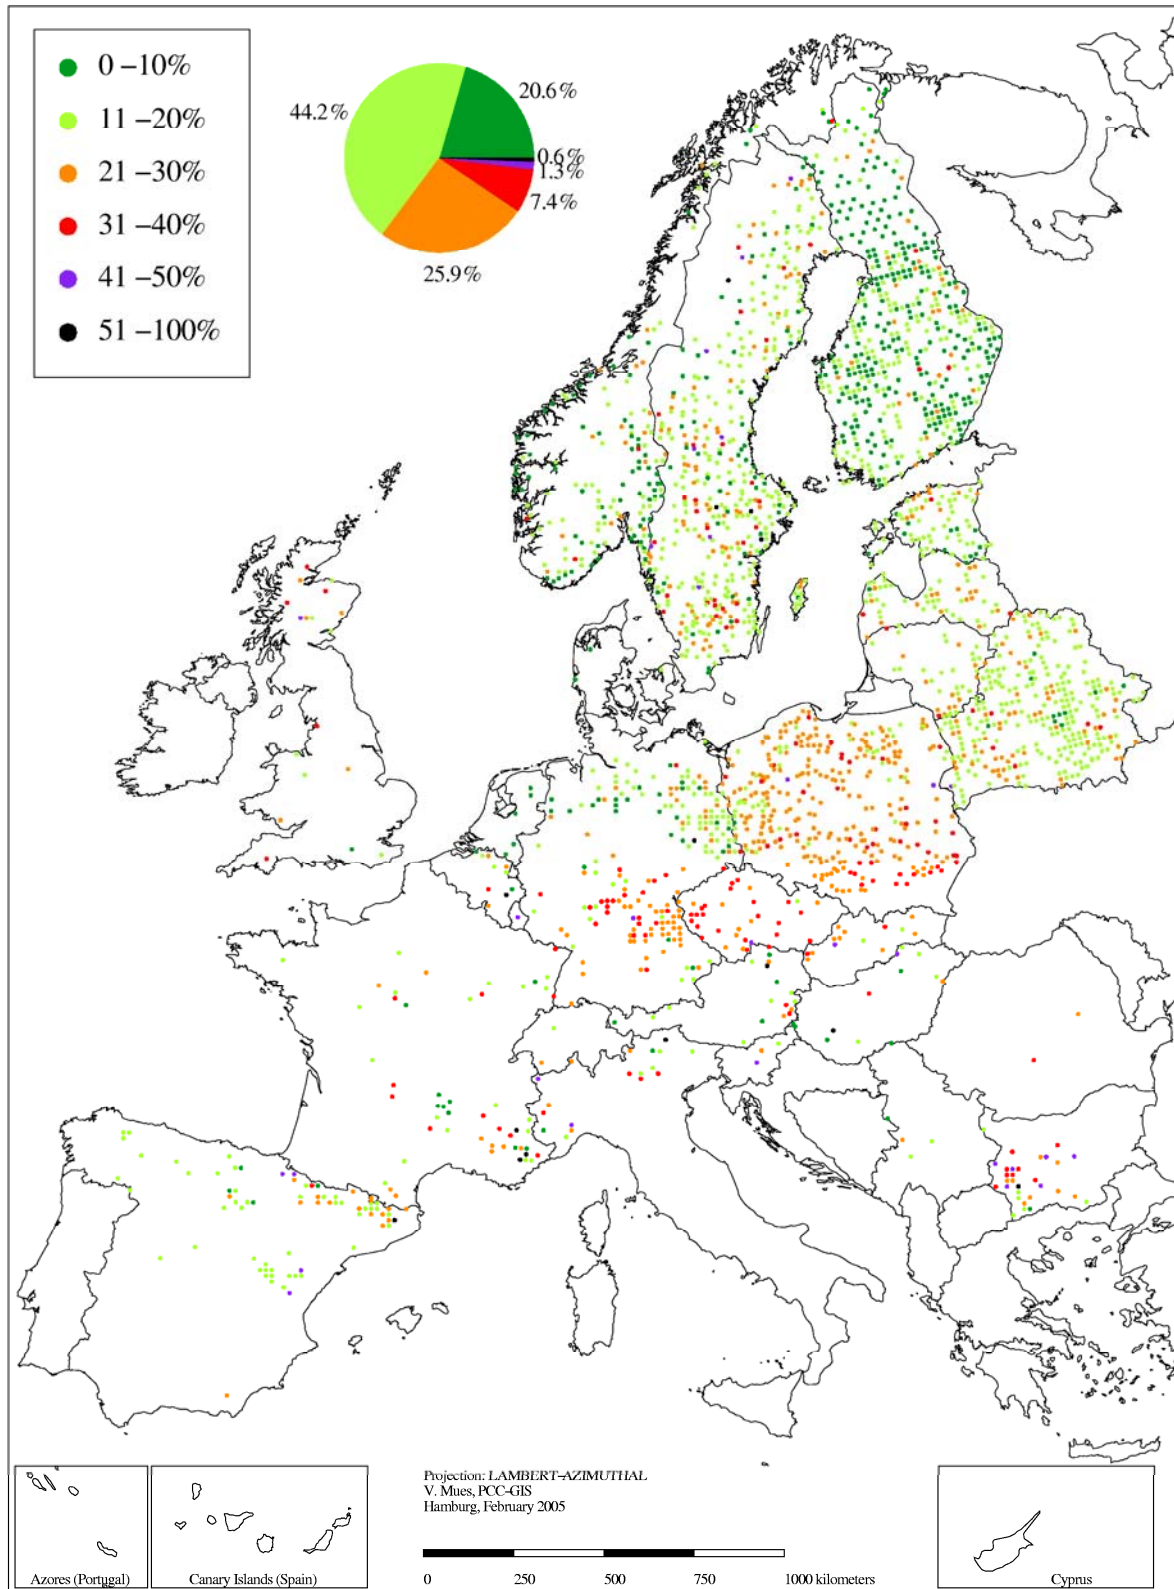 0 –10%
11 –20%
21 –30%
31 –40%
41 –50%
51 –100%
44.2%
20.6%
0.6%
1.3%
7.4%
25.9%
Projection: LAMBERT-AZIMUTHAL
V. Mues, PCC-GIS
Hamburg, February 2005
0 250 500 750 1000 kilometers
Azores (Portugal)
Canary Islands (Spain)
Cyprus